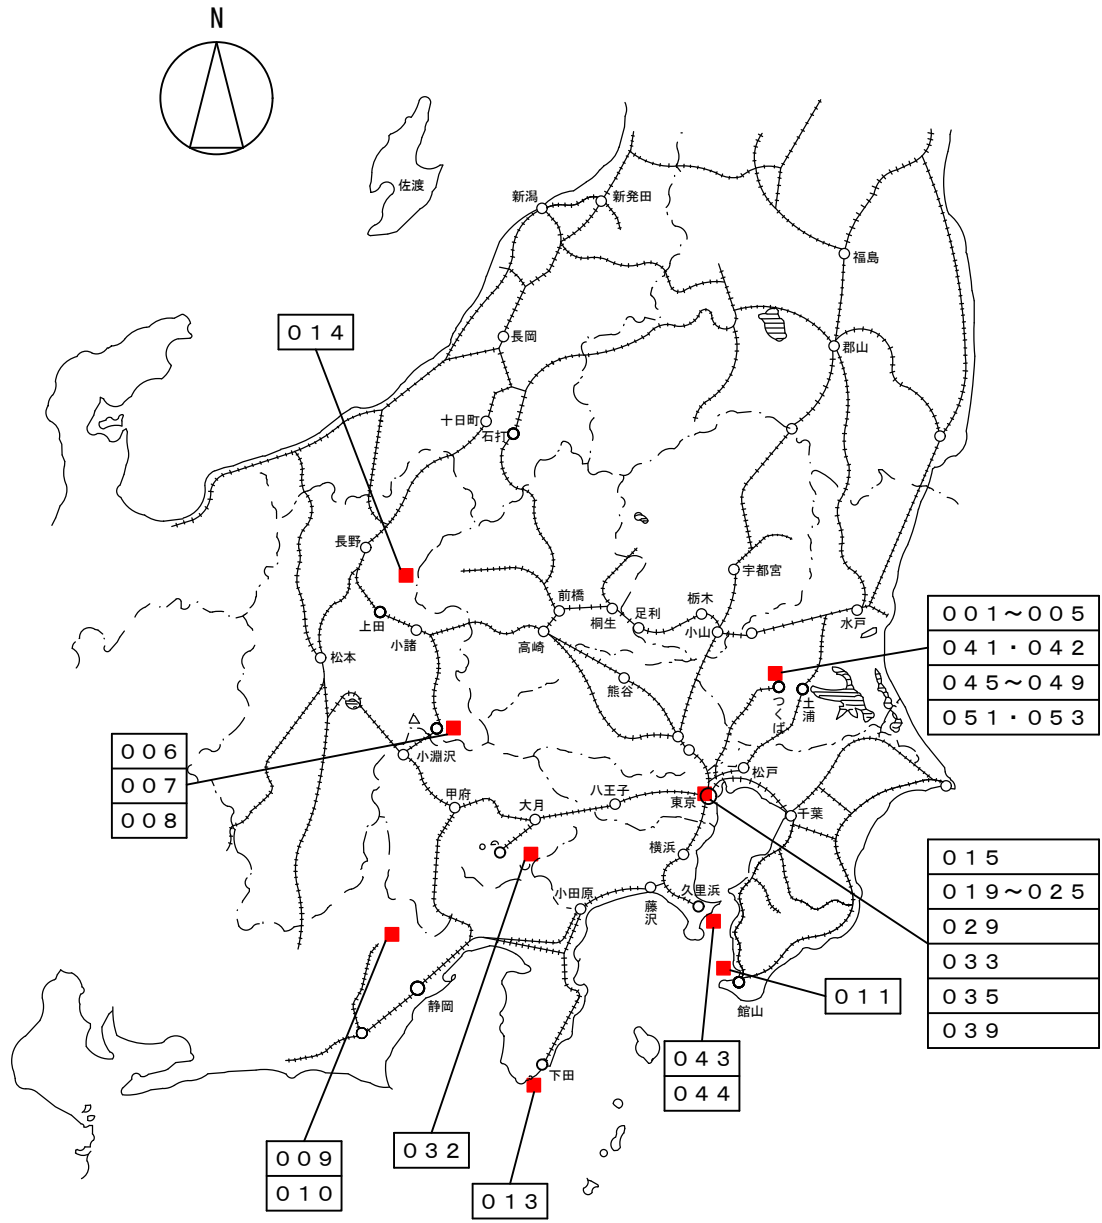 N
佐渡
新潟
新発田
福島
０１４
長岡
郡山
十日町
石打
長野
宇都宮
前橋
栃木
桐生
足利
上田
小諸
高崎
小山
水戸
００１～００５
０４１・０４２
０４５～０４９
０５１・０５３
松本
熊谷
つくば
土浦
００６
００７
００８
小淵沢
松戸
甲府
大月
八王子
東京
千葉
横浜
０１５
０１９～０２５
０２９
０３３
０３５
０３９
小田原
藤沢
久里浜
静岡
館山
０１１
下田
０４３
０４４
０３２
００９
０１０
０１３